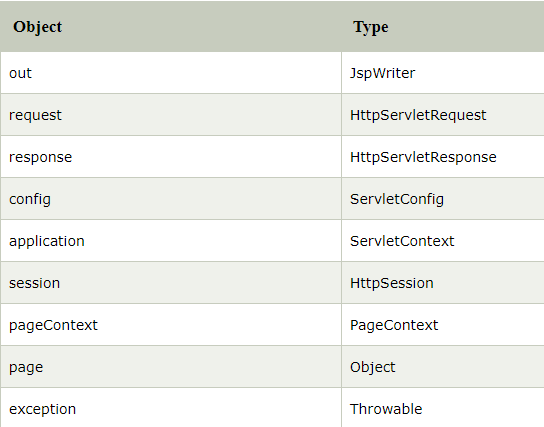 Object Type
out JspWriter
request HttpServletRequest
response HttpServletResponse
config ServletConfig
application ServletContext
session HttpSession
pageContext PageContext
page Object
exception Throwable